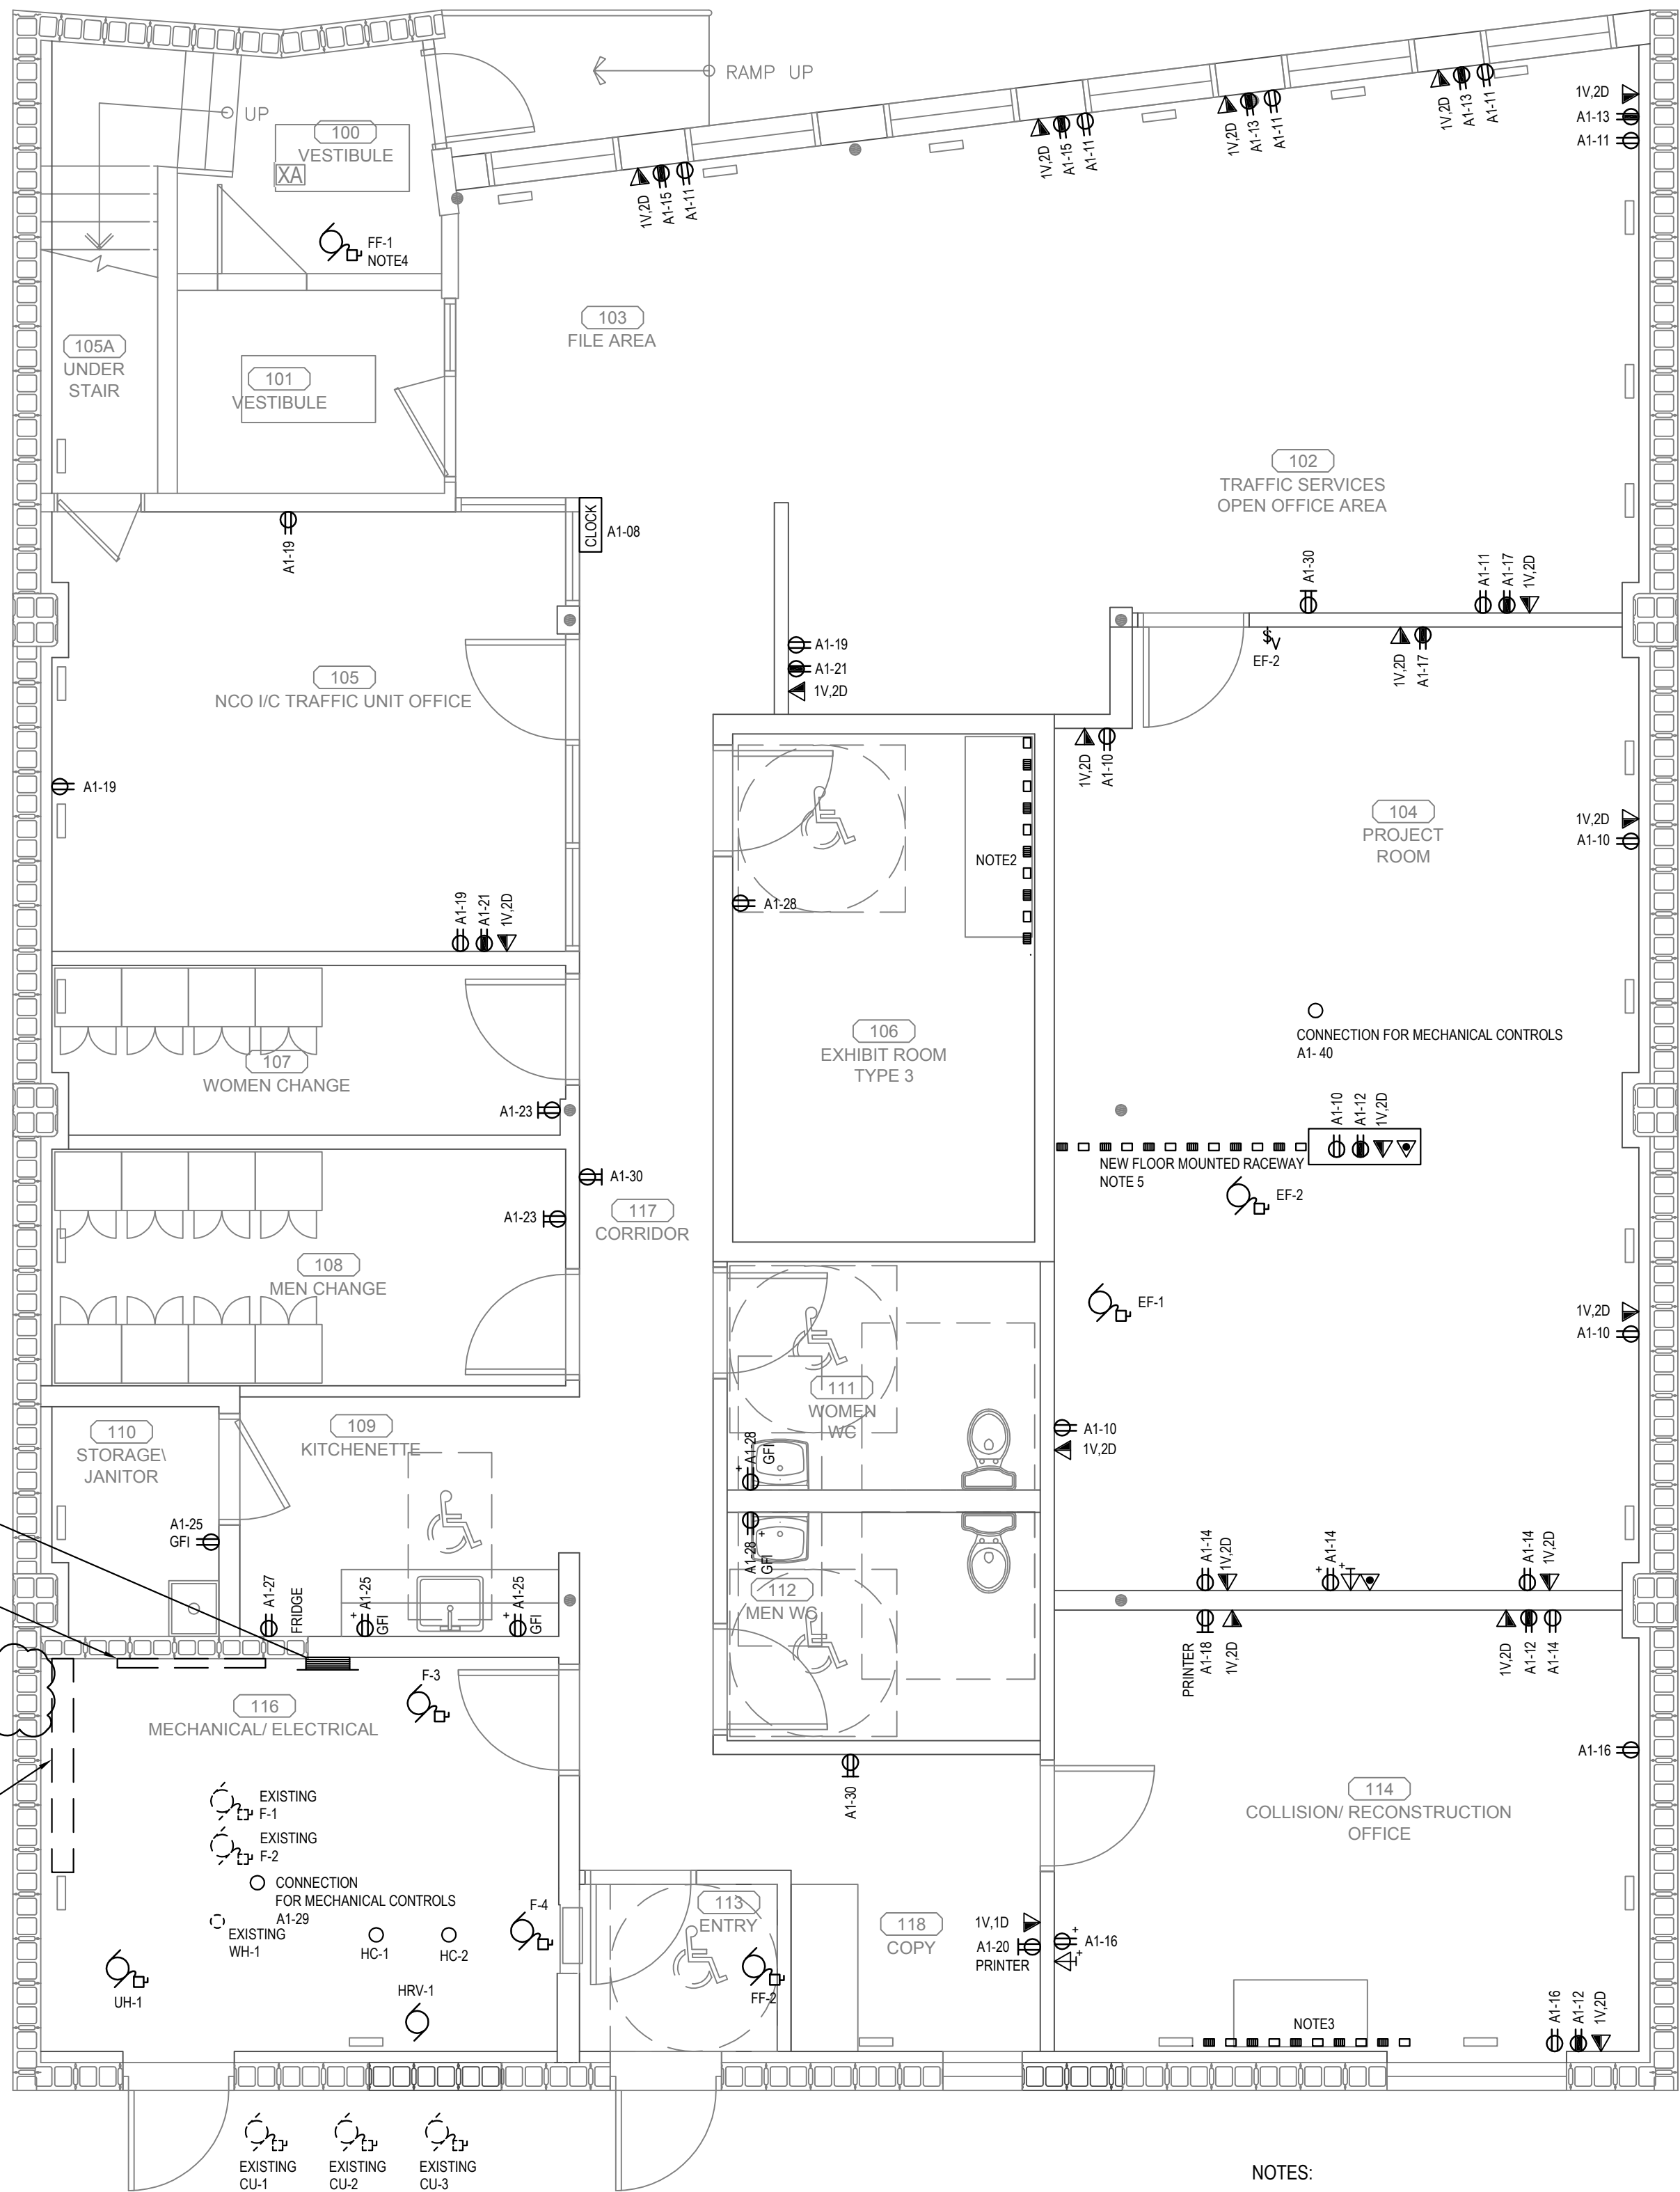 RAMP UP
UP
100
VESTIBULE
XA
FF-1
NOTE4
1V,2D
A1-15
A1-11
1V,2D
A1-15
A1-11
1V,2D
A1-13
A1-11
1V,2D
A1-13
A1-11
1V,2D
A1-13
A1-11
103
FILE AREA
105A
UNDER
STAIR
101
VESTIBULE
102
TRAFFIC SERVICES
OPEN OFFICE AREA
CLOCK
A1-08
A1-19
A1-30
A1-11
A1-17
1V,2D
EF-2
1V,2D
A1-17
A1-19
A1-21
1V,2D
105
NCO I/C TRAFFIC UNIT OFFICE
A1-19
1V,2D
A1-10
104
PROJECT
ROOM
1V,2D
A1-10
NOTE2
A1-28
A1-19
A1-21
1V,2D
106
EXHIBIT ROOM
TYPE 3
CONNECTION FOR MECHANICAL CONTROLS
A1- 40
107
WOMEN CHANGE
A1-23
A1-10
A1-12
1V,2D
NEW FLOOR MOUNTED RACEWAY
NOTE 5
EF-2
A1-30
A1-23
117
CORRIDOR
108
MEN CHANGE
EF-1
1V,2D
A1-10
111
WOMEN
WC
A1-28
GFI
A1-10
1V,2D
110
STORAGE\
JANITOR
109
KITCHENETTE
A1-25
GFI
A1-27
FRIDGE
A1-25
GFI
A1-25
GFI
A1-28
GFI
112
MEN WC
A1-14
1V,2D
A1-14
A1-14
1V,2D
PRINTER
A1-18
1V,2D
1V,2D
A1-12
A1-14
116
MECHANICAL/ ELECTRICAL
F-3
A1-16
A1-30
114
COLLISION/ RECONSTRUCTION
OFFICE
EXISTING
F-1
EXISTING
F-2
CONNECTION
FOR MECHANICAL CONTROLS
A1-29
EXISTING
WH-1
HC-1
HC-2
F-4
113
ENTRY
FF-2
118
COPY
1V,1D
A1-20
PRINTER
A1-16
UH-1
HRV-1
NOTE3
A1-16
A1-12
1V,2D
EXISTING
CU-1
EXISTING
CU-2
EXISTING
CU-3
NOTES: